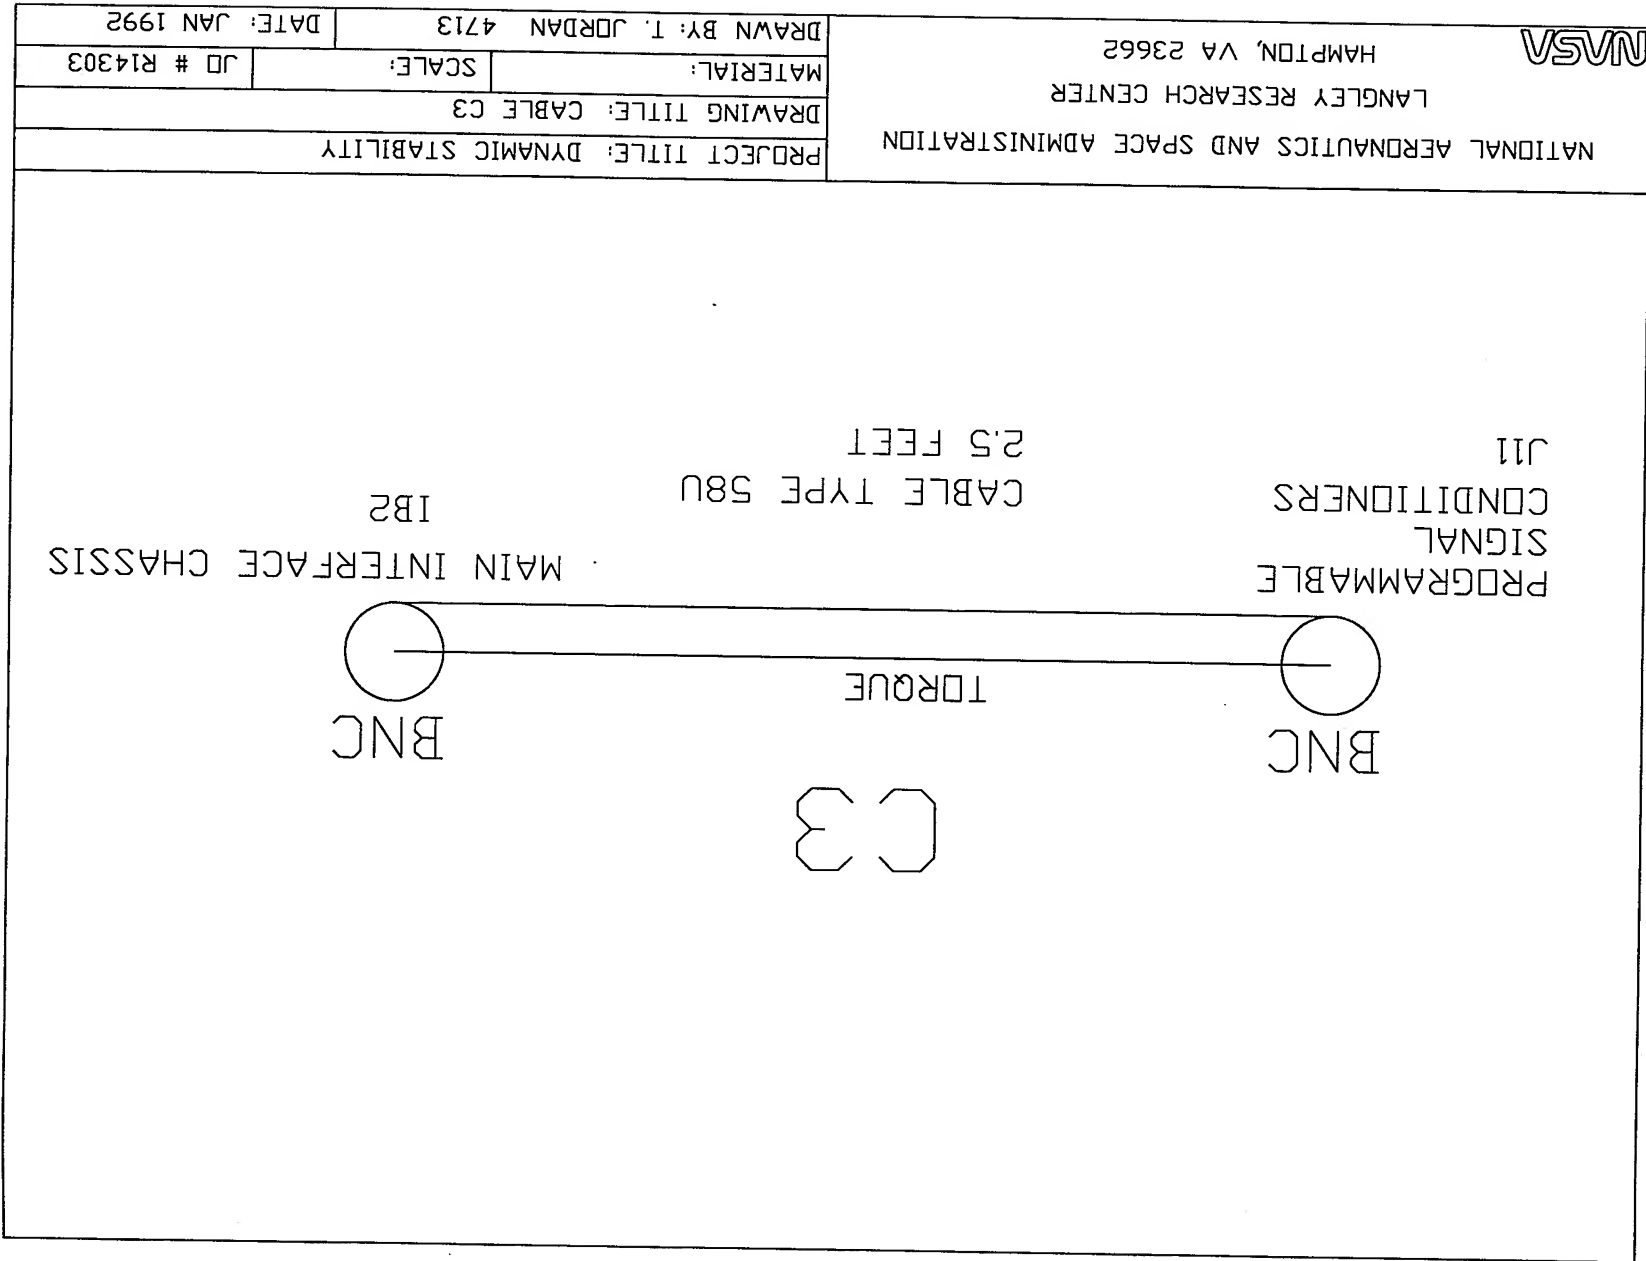 C3
BNC
BNC
TORQUE
PROGRAMMABLE
SIGNAL
CONDITIONERS
J11
MAIN INTERFACE CHASSIS
IB2
CABLE TYPE 58U
2.5 FEET
NATIONAL AERONAUTICS AND SPACE ADMINISTRATION
LANGLEY RESEARCH CENTER
HAMPTON, VA 23662
NASA
PROJECT TITLE: DYNAMIC STABILITY
DRAWING TITLE: CABLE C3
MATERIAL:
SCALE:
JO # R14303
DRAWN BY: T. JORDAN 4713
DATE: JAN 1992